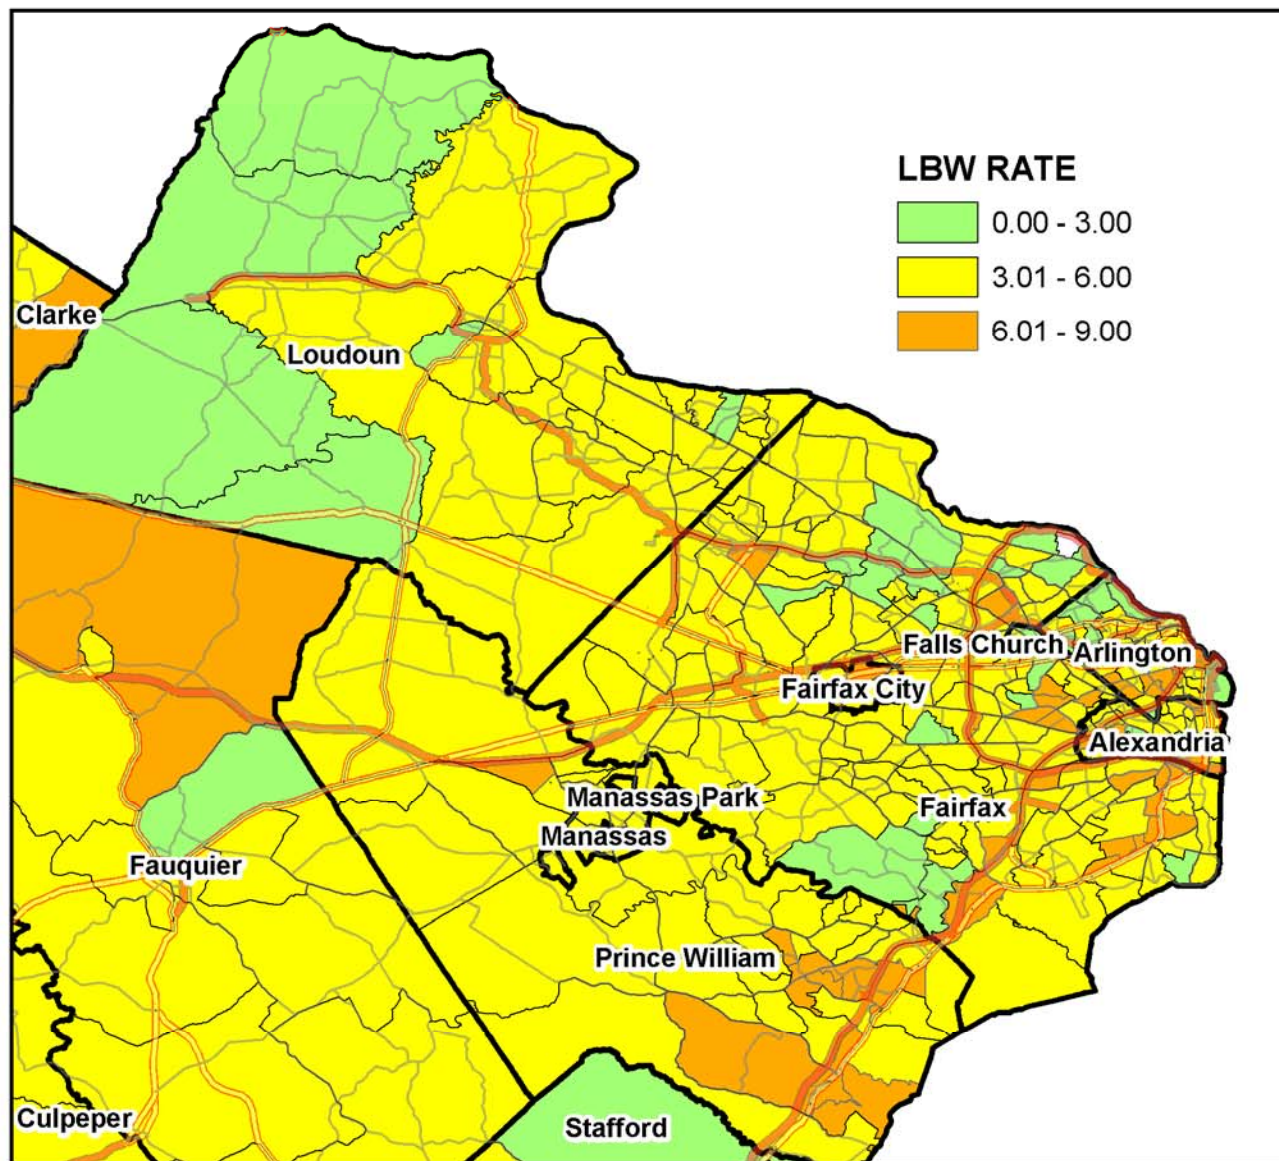 LBW RATE
0.00 - 3.00
3.01 - 6.00
6.01 - 9.00
Clarke
Loudoun
Falls Church
Arlington
Fairfax City
Alexandria
Manassas Park
Fairfax
Manassas
Fauquier
Prince William
Culpeper
Stafford